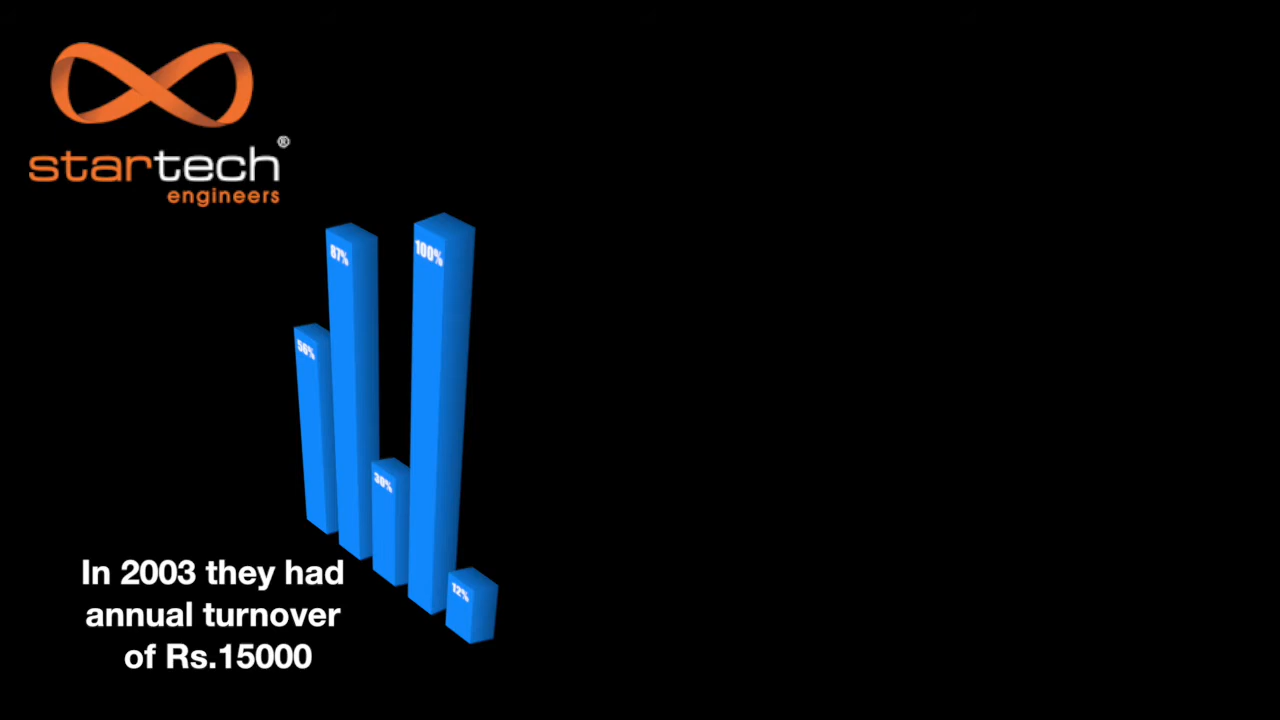 ®
startech
engineers
87%
100%
56%
30%
12%
In 2003 they had
annual turnover
of Rs.15000